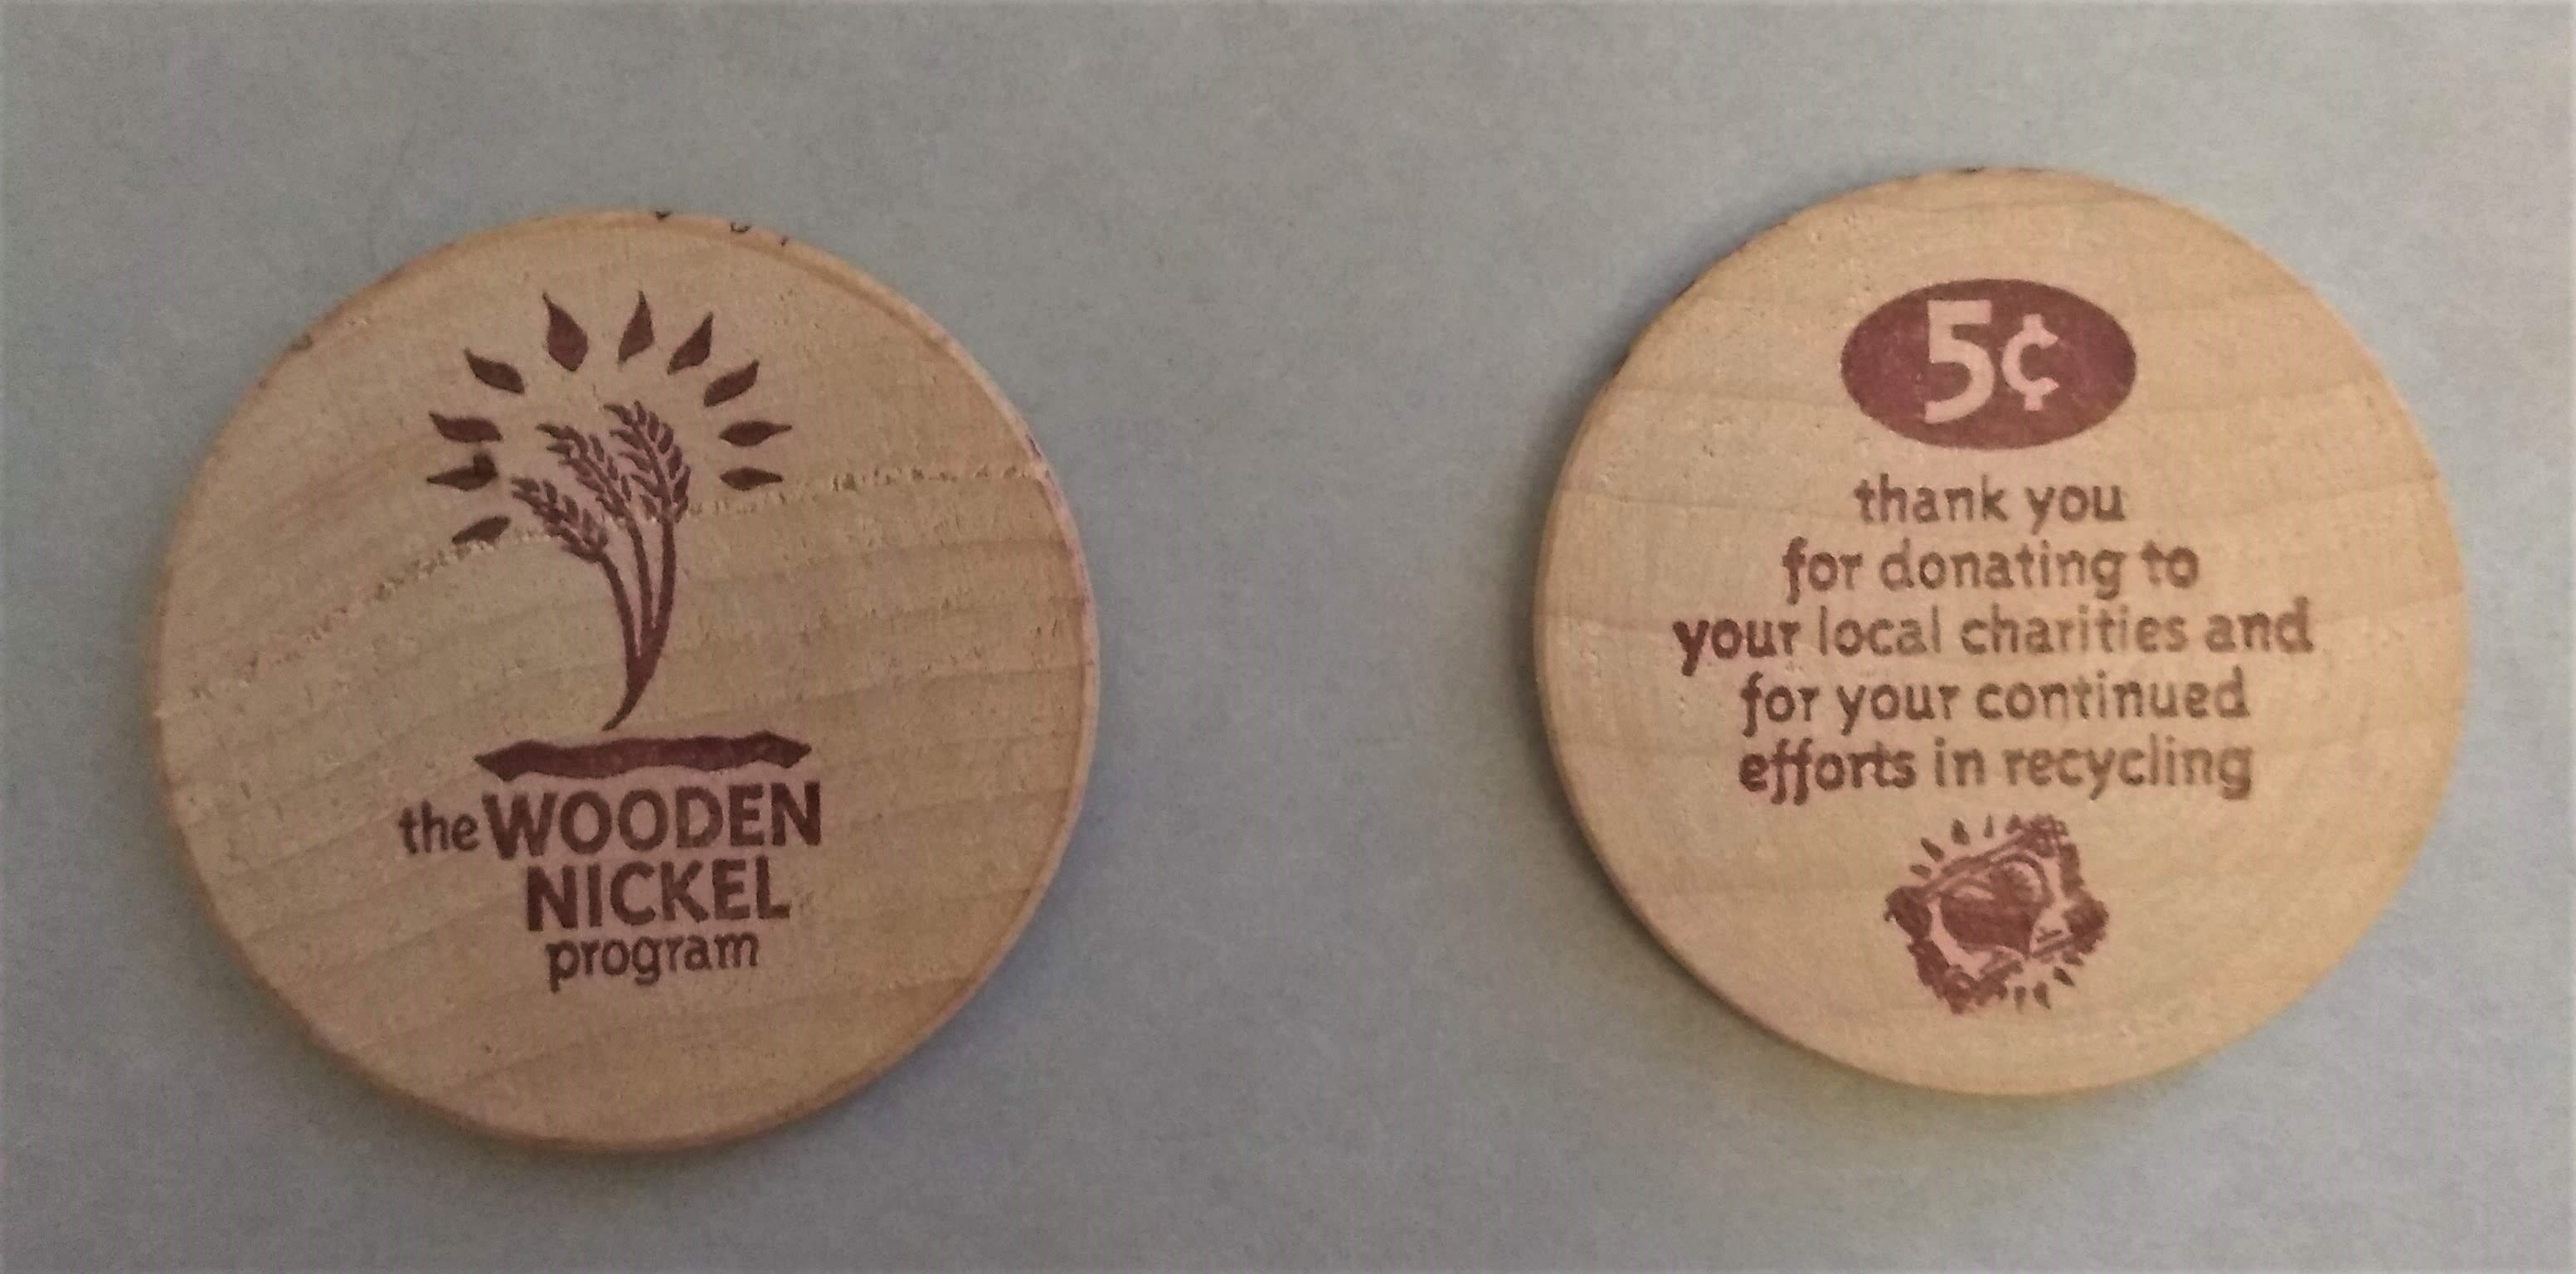 the WOODEN
NICKEL
program
5¢
thank you
for donating to
your local charities and
for your continued
efforts in recycling